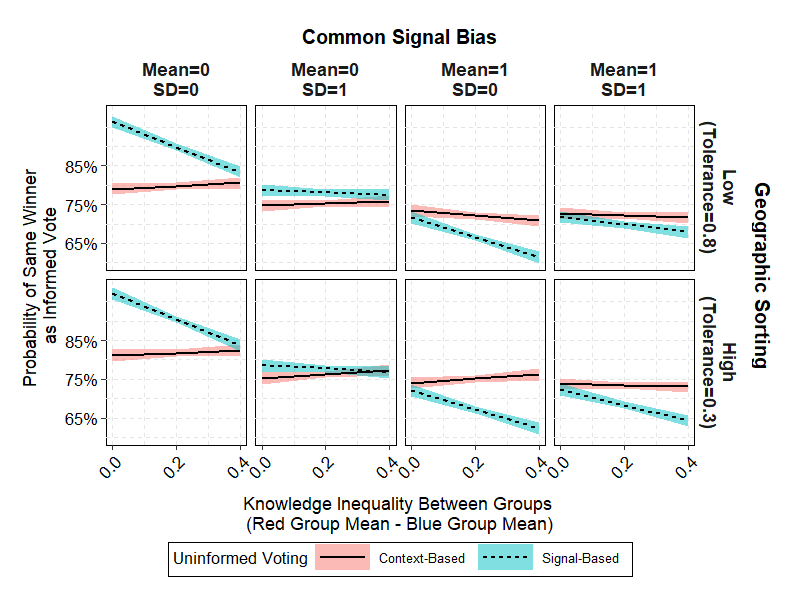 Common Signal Bias
Mean=0
SD=0
Mean=0
SD=1
Mean=1
SD=0
Mean=1
SD=1
Probability of Same Winner
as Informed Vote
85%
75%
65%
85%
75%
65%
Low
(Tolerance=0.8)
High
(Tolerance=0.3)
Geographic Sorting
0.0
0.2
0.4
0.0
0.2
0.4
0.0
0.2
0.4
0.0
0.2
0.4
Knowledge Inequality Between Groups
(Red Group Mean - Blue Group Mean)
Uninformed Voting
Context-Based
Signal-Based